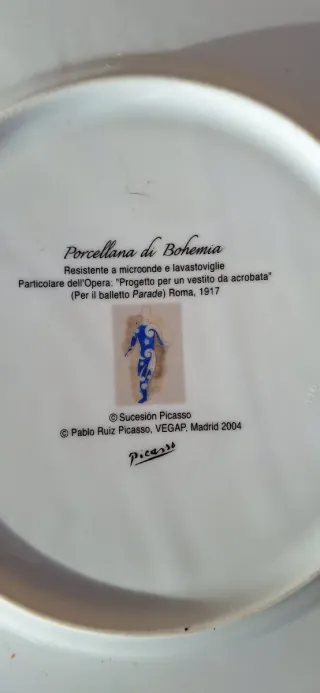 Porcellana di Bohemia
Resistente a microonde e lavastoviglie
Particolare dell'Opera: "Progetto per un vestito da acrobata"
(Per il balletto Parade) Roma, 1917
© Sucesión Picasso
© Pablo Ruiz Picasso, VEGAP, Madrid 2004
Picasso